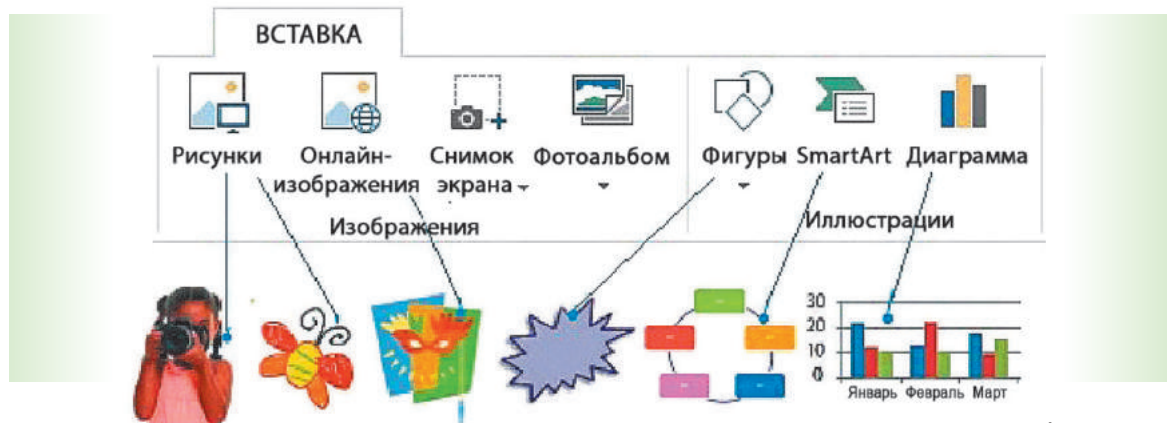 ВСТАВКА
Рисунки
Онлайн-
изображения
Снимок
экрана
Фотоальбом
Фигуры
SmartArt
Диаграмма
Изображения
Иллюстрации
30
20
10
0
Январь Февраль Март